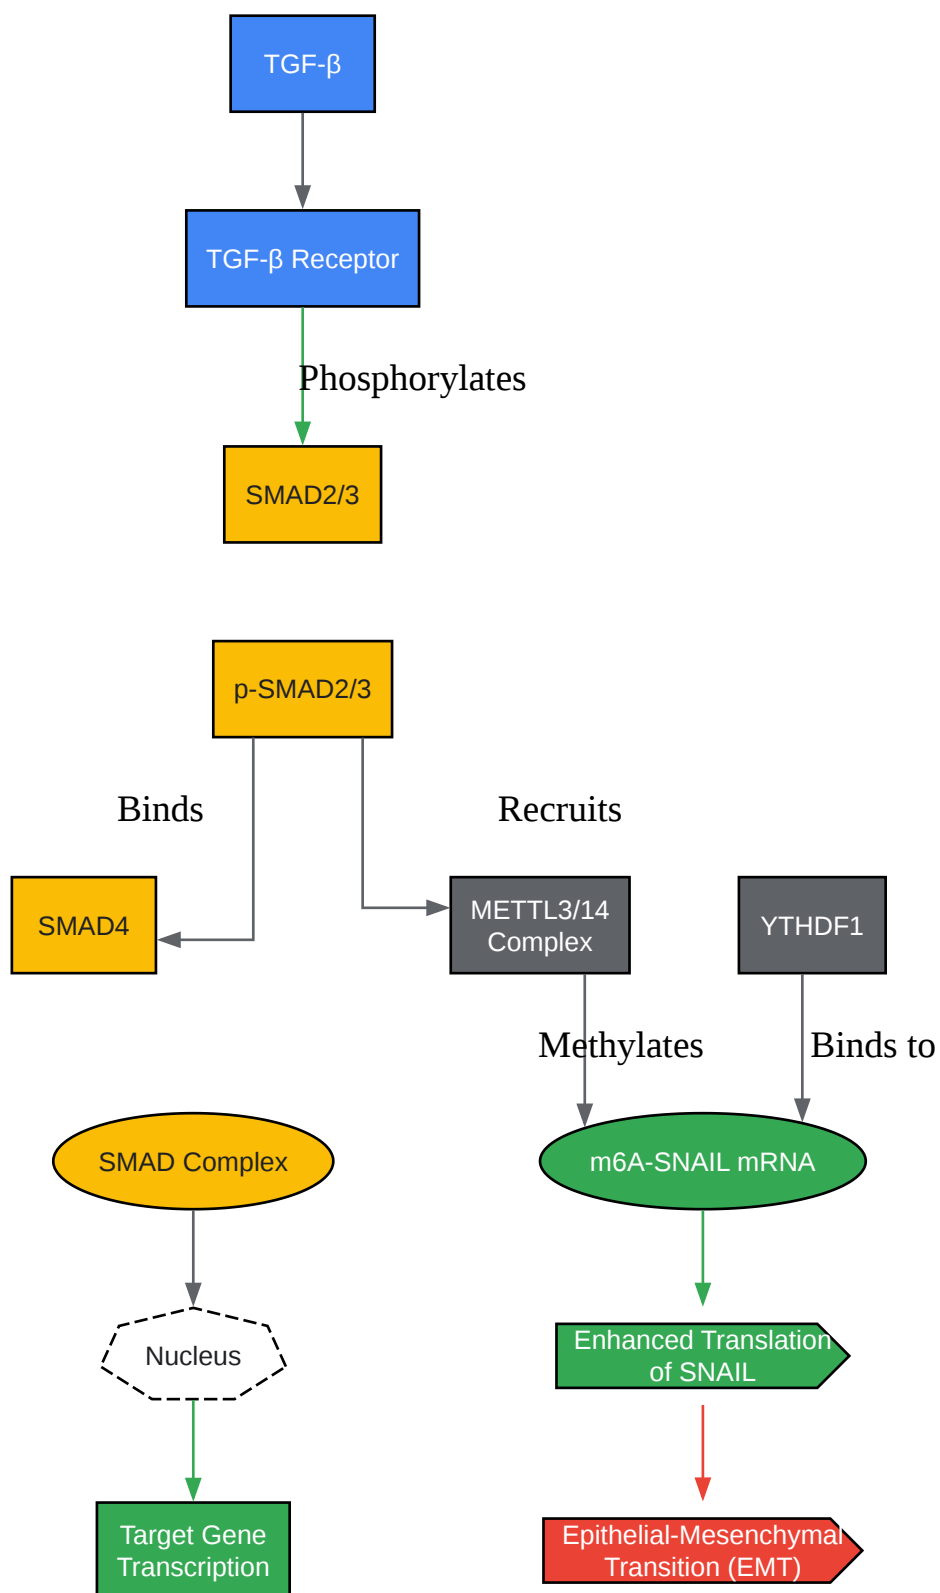 TGF-β
TGF-β Receptor
Phosphorylates
SMAD2/3
p-SMAD2/3
Binds
Recruits
SMAD4
METTL3/14
Complex
YTHDF1
Methylates
Binds to
SMAD Complex
m6A-SNAIL mRNA
Nucleus
Enhanced Translation
of SNAIL
Target Gene
Transcription
Epithelial-Mesenchymal
Transition (EMT)